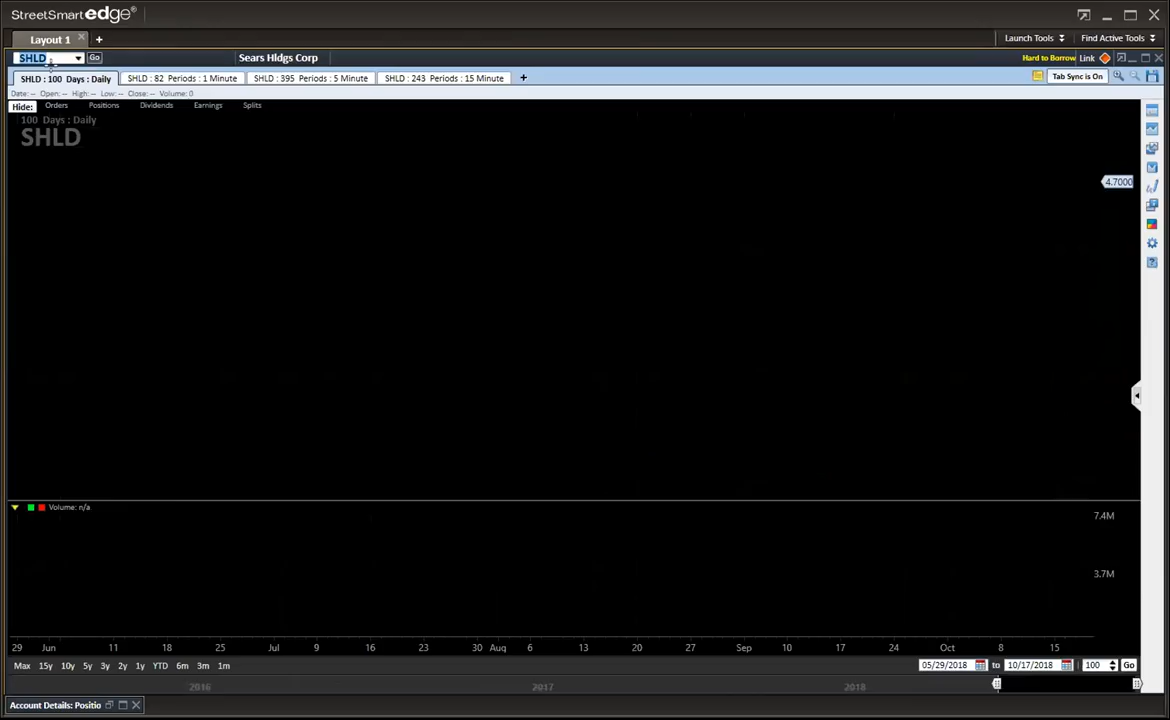 StreetSmart edge®
Layout 1 +
Launch Tools Find Active Tools
SHLD Go Sears Hldgs Corp Hard to Borrow Link
SHLD : 100 Days : Daily SHLD : 82 Periods : 1 Minute SHLD : 395 Periods : 5 Minute SHLD : 243 Periods : 15 Minute + Tab Sync is On
Date: -- Open: -- High: -- Low: -- Close: -- Volume: 0
Hide: Orders Positions Dividends Earnings Splits
100 Days : Daily
SHLD
4.7000
Volume: n/a
7.4M
3.7M
29 Jun 11 18 25 Jul 9 16 23 30 Aug 6 13 20 27 Sep 10 17 24 Oct 8 15
Max 15y 10y 5y 3y 2y 1y YTD 6m 3m 1m 05/29/2018 to 10/17/2018 100 Go
2016 2017 2018
Account Details: Positio